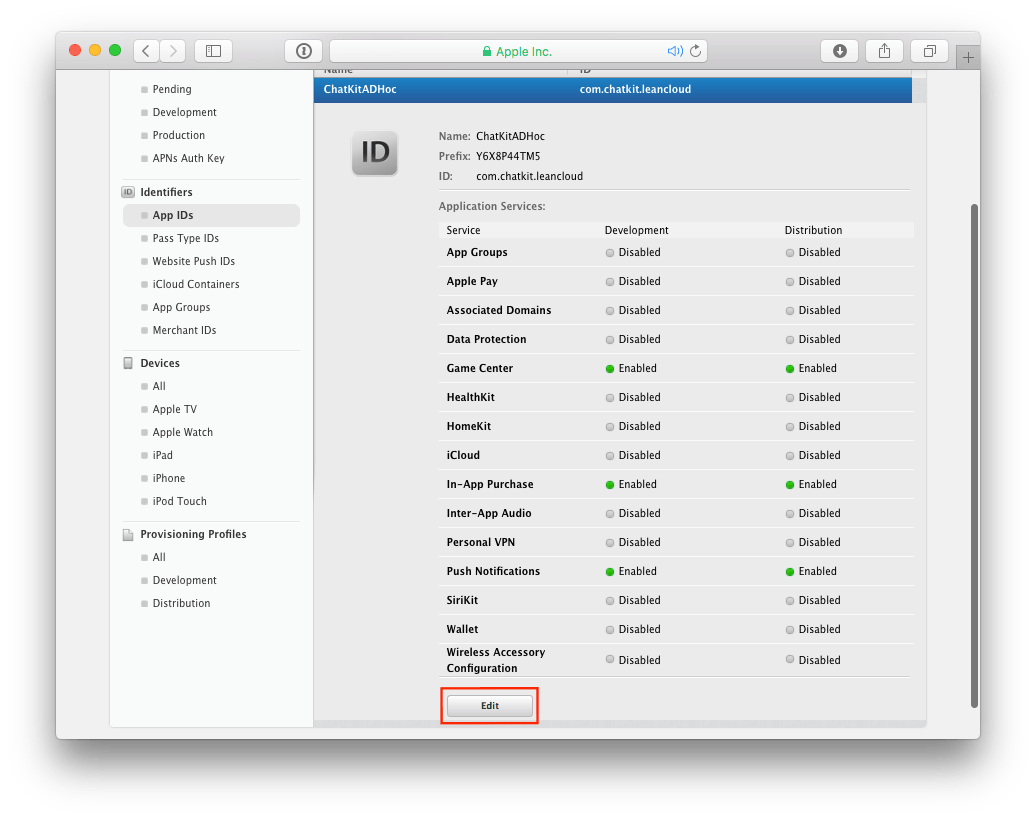 Apple Inc.
Name ID
ChatKitADHoc com.chatkit.leancloud
Pending
Development
Production
APNs Auth Key
ID Identifiers
App IDs
Pass Type IDs
Website Push IDs
iCloud Containers
App Groups
Merchant IDs
Devices
All
Apple TV
Apple Watch
iPad
iPhone
iPod Touch
Provisioning Profiles
All
Development
Distribution
ID
Name: ChatKitADHoc
Prefix: Y6X8P44TM5
ID: com.chatkit.leancloud
Application Services:
Service Development Distribution
App Groups Disabled Disabled
Apple Pay Disabled Disabled
Associated Domains Disabled Disabled
Data Protection Disabled Disabled
Game Center Enabled Enabled
HealthKit Disabled Disabled
HomeKit Disabled Disabled
iCloud Disabled Disabled
In-App Purchase Enabled Enabled
Inter-App Audio Disabled Disabled
Personal VPN Disabled Disabled
Push Notifications Enabled Enabled
SiriKit Disabled Disabled
Wallet Disabled Disabled
Wireless Accessory
Configuration Disabled Disabled
Edit